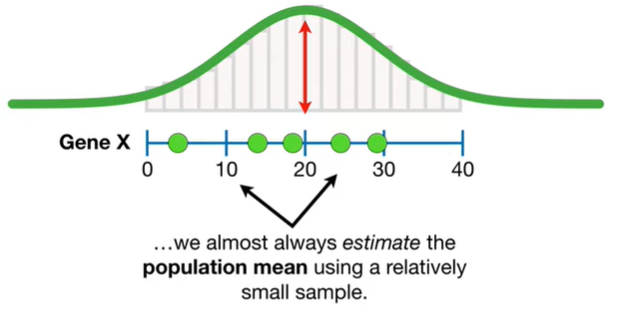 Gene X
0 10 20 30 40
...we almost always estimate the
population mean using a relatively
small sample.